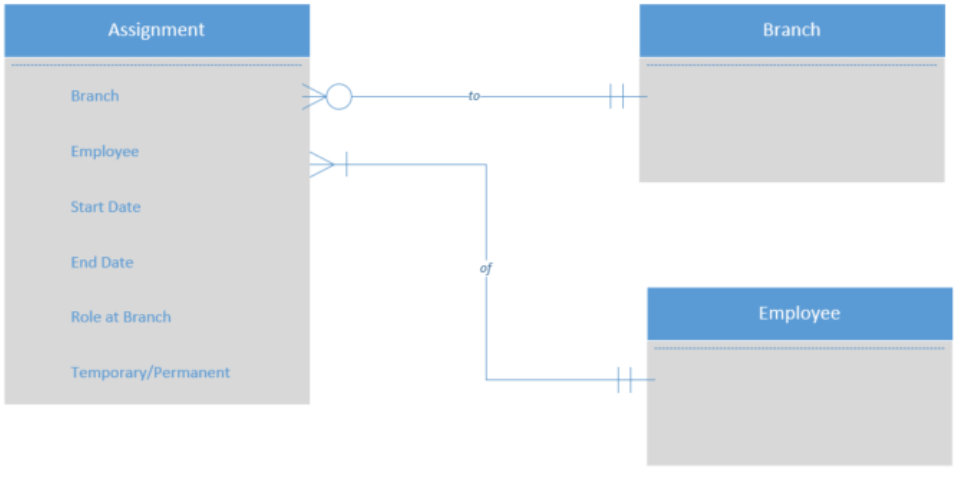 Assignment
Branch
Branch
to
Employee
Start Date
End Date
of
Role at Branch
Employee
Temporary/Permanent